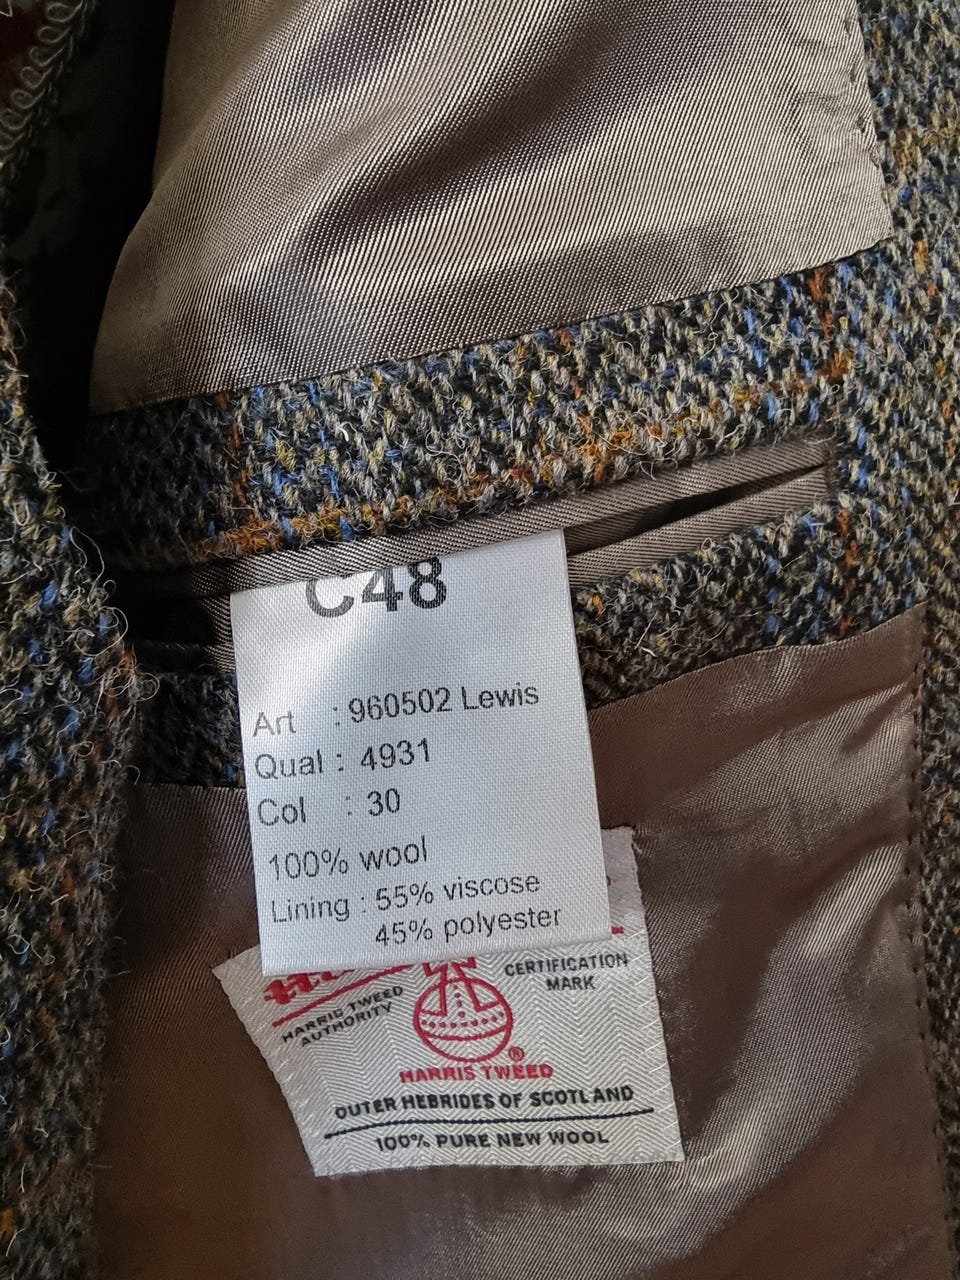 C48
Art : 960502 Lewis
Qual : 4931
Col : 30
100% wool
Lining : 55% viscose
45% polyester
HARRIS TWEED
AUTHORITY
CERTIFICATION
MARK
®
HARRIS TWEED
OUTER HEBRIDES OF SCOTLAND
100% PURE NEW WOOL